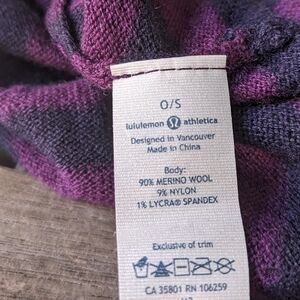 O/S
lululemon athletica
Designed in Vancouver
Made in China
Body:
90% MERINO WOOL
9% NYLON
1% LYCRA® SPANDEX
Exclusive of trim
CA 35801 RN 106259